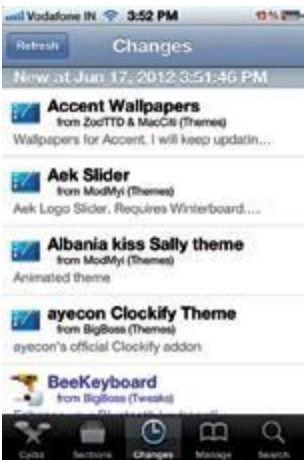 Vodafone IN 3:52 PM 13 %
Refresh
Changes
New at Jun 17, 2012 3:51:46 PM
Accent Wallpapers
from ZodTTD & MacCiti (Themes)
Wallpapers for Accent. I will keep updatin...
Aek Slider
from ModMyi (Themes)
Aek Logo Slider. Requires Winterboard....
Albania kiss Sally theme
from ModMyi (Themes)
Animated theme
ayecon Clockify Theme
from BigBoss (Themes)
ayecon's official Clockify addon
BeeKeyboard
from BigBoss (Tweaks)
Cydia Sections Changes Manage Search